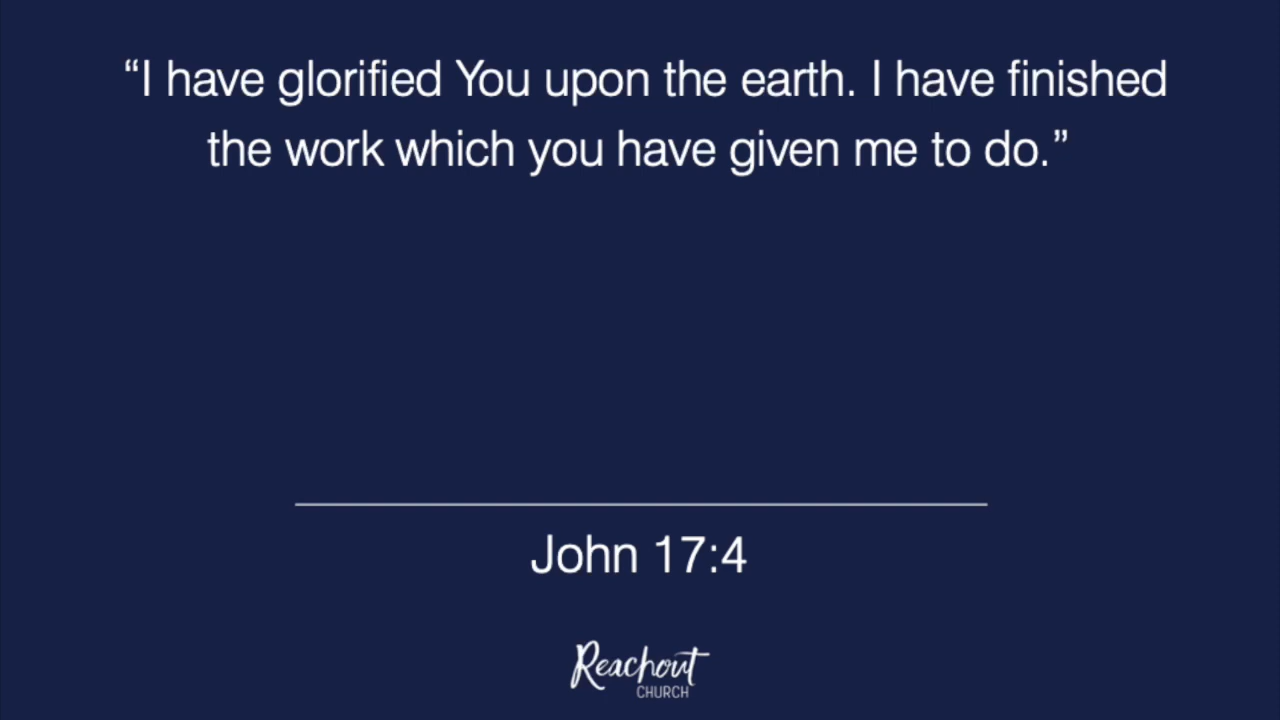 “I have glorified You upon the earth. I have finished
the work which you have given me to do.”
John 17:4
Reachout
CHURCH